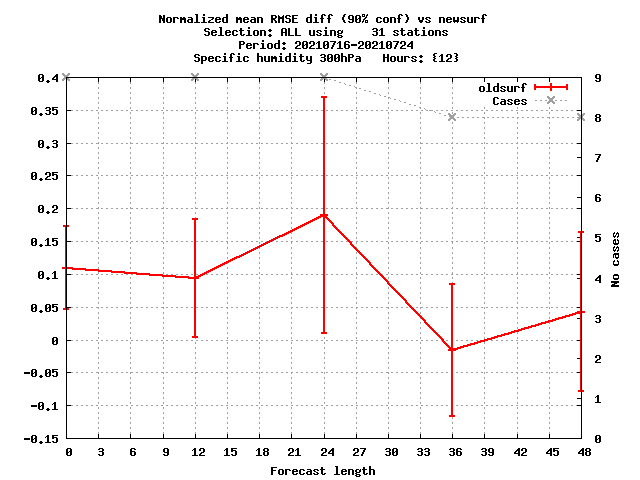 Normalized mean RMSE diff (90% conf) vs newsurf
Selection: ALL using    31 stations
Period: 20210716-20210724
Specific humidity 300hPa   Hours: {12}
oldsurf
Cases
0.4
0.35
0.3
0.25
0.2
0.15
0.1
0.05
0
-0.05
-0.1
-0.15
9
8
7
6
5
4
3
2
1
0
No cases
0 3 6 9 12 15 18 21 24 27 30 33 36 39 42 45 48
Forecast length